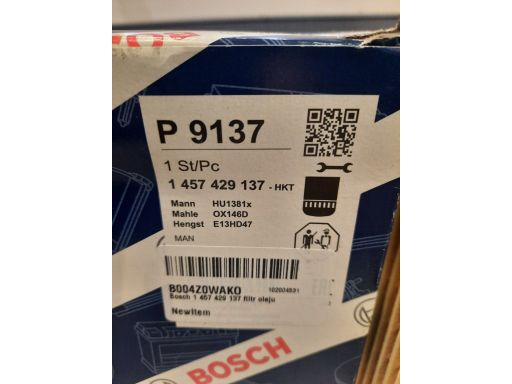 BOSCH
P 9137
1 St/Pc
1 457 429 137 - HKT
Mann HU1381x
Mahle OX146D
Hengst E13HD47
MAN
B004Z0WAKO
Bosch 1 457 429 137 filtr oleju
NewItem
BOSCH